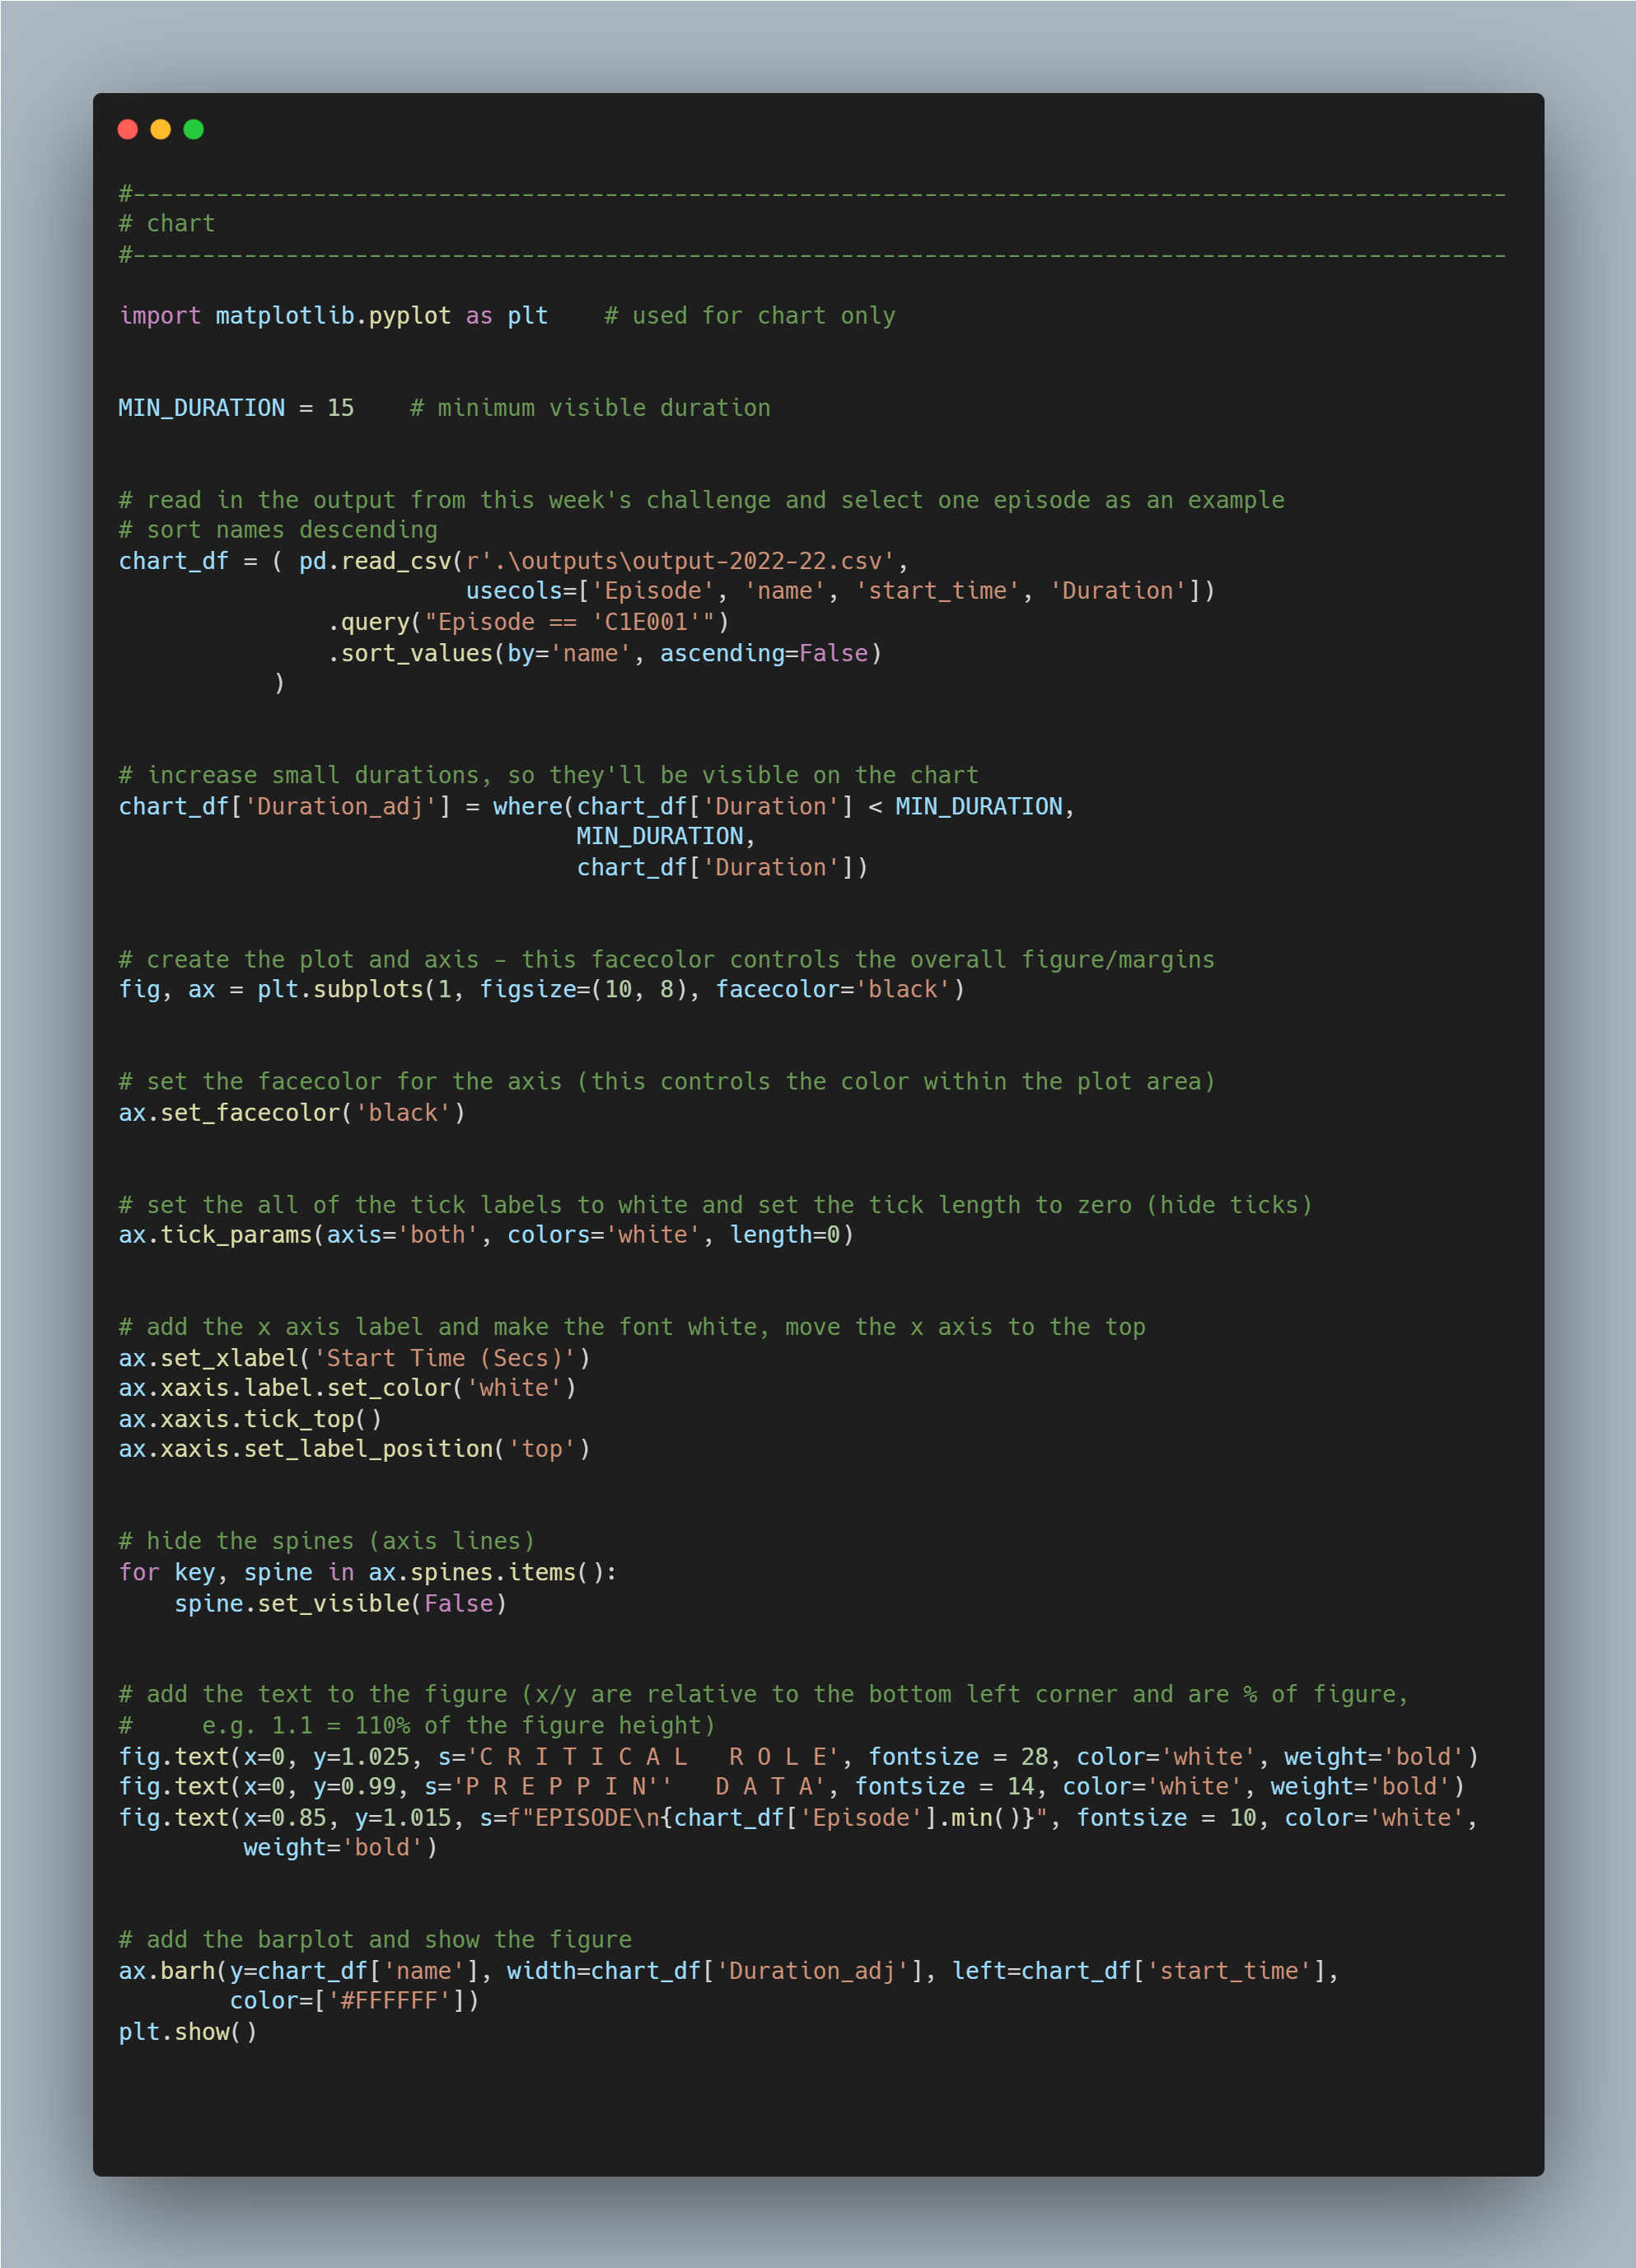 #---------------------------------------------------------------------------------------------------
# chart
#---------------------------------------------------------------------------------------------------

import matplotlib.pyplot as plt    # used for chart only


MIN_DURATION = 15    # minimum visible duration


# read in the output from this week's challenge and select one episode as an example
# sort names descending
chart_df = ( pd.read_csv(r'.\outputs\output-2022-22.csv',
                         usecols=['Episode', 'name', 'start_time', 'Duration'])
               .query("Episode == 'C1E001'")
               .sort_values(by='name', ascending=False)
           )


# increase small durations, so they'll be visible on the chart
chart_df['Duration_adj'] = where(chart_df['Duration'] < MIN_DURATION,
                                 MIN_DURATION,
                                 chart_df['Duration'])


# create the plot and axis - this facecolor controls the overall figure/margins
fig, ax = plt.subplots(1, figsize=(10, 8), facecolor='black')


# set the facecolor for the axis (this controls the color within the plot area)
ax.set_facecolor('black')


# set the all of the tick labels to white and set the tick length to zero (hide ticks)
ax.tick_params(axis='both', colors='white', length=0)


# add the x axis label and make the font white, move the x axis to the top
ax.set_xlabel('Start Time (Secs)')
ax.xaxis.label.set_color('white')
ax.xaxis.tick_top()
ax.xaxis.set_label_position('top')


# hide the spines (axis lines)
for key, spine in ax.spines.items():
    spine.set_visible(False)


# add the text to the figure (x/y are relative to the bottom left corner and are % of figure,
#     e.g. 1.1 = 110% of the figure height)
fig.text(x=0, y=1.025, s='C R I T I C A L   R O L E', fontsize = 28, color='white', weight='bold')
fig.text(x=0, y=0.99, s='P R E P P I N''   D A T A', fontsize = 14, color='white', weight='bold')
fig.text(x=0.85, y=1.015, s=f"EPISODE\n{chart_df['Episode'].min()}", fontsize = 10, color='white',
         weight='bold')


# add the barplot and show the figure
ax.barh(y=chart_df['name'], width=chart_df['Duration_adj'], left=chart_df['start_time'],
        color=['#FFFFFF'])
plt.show()